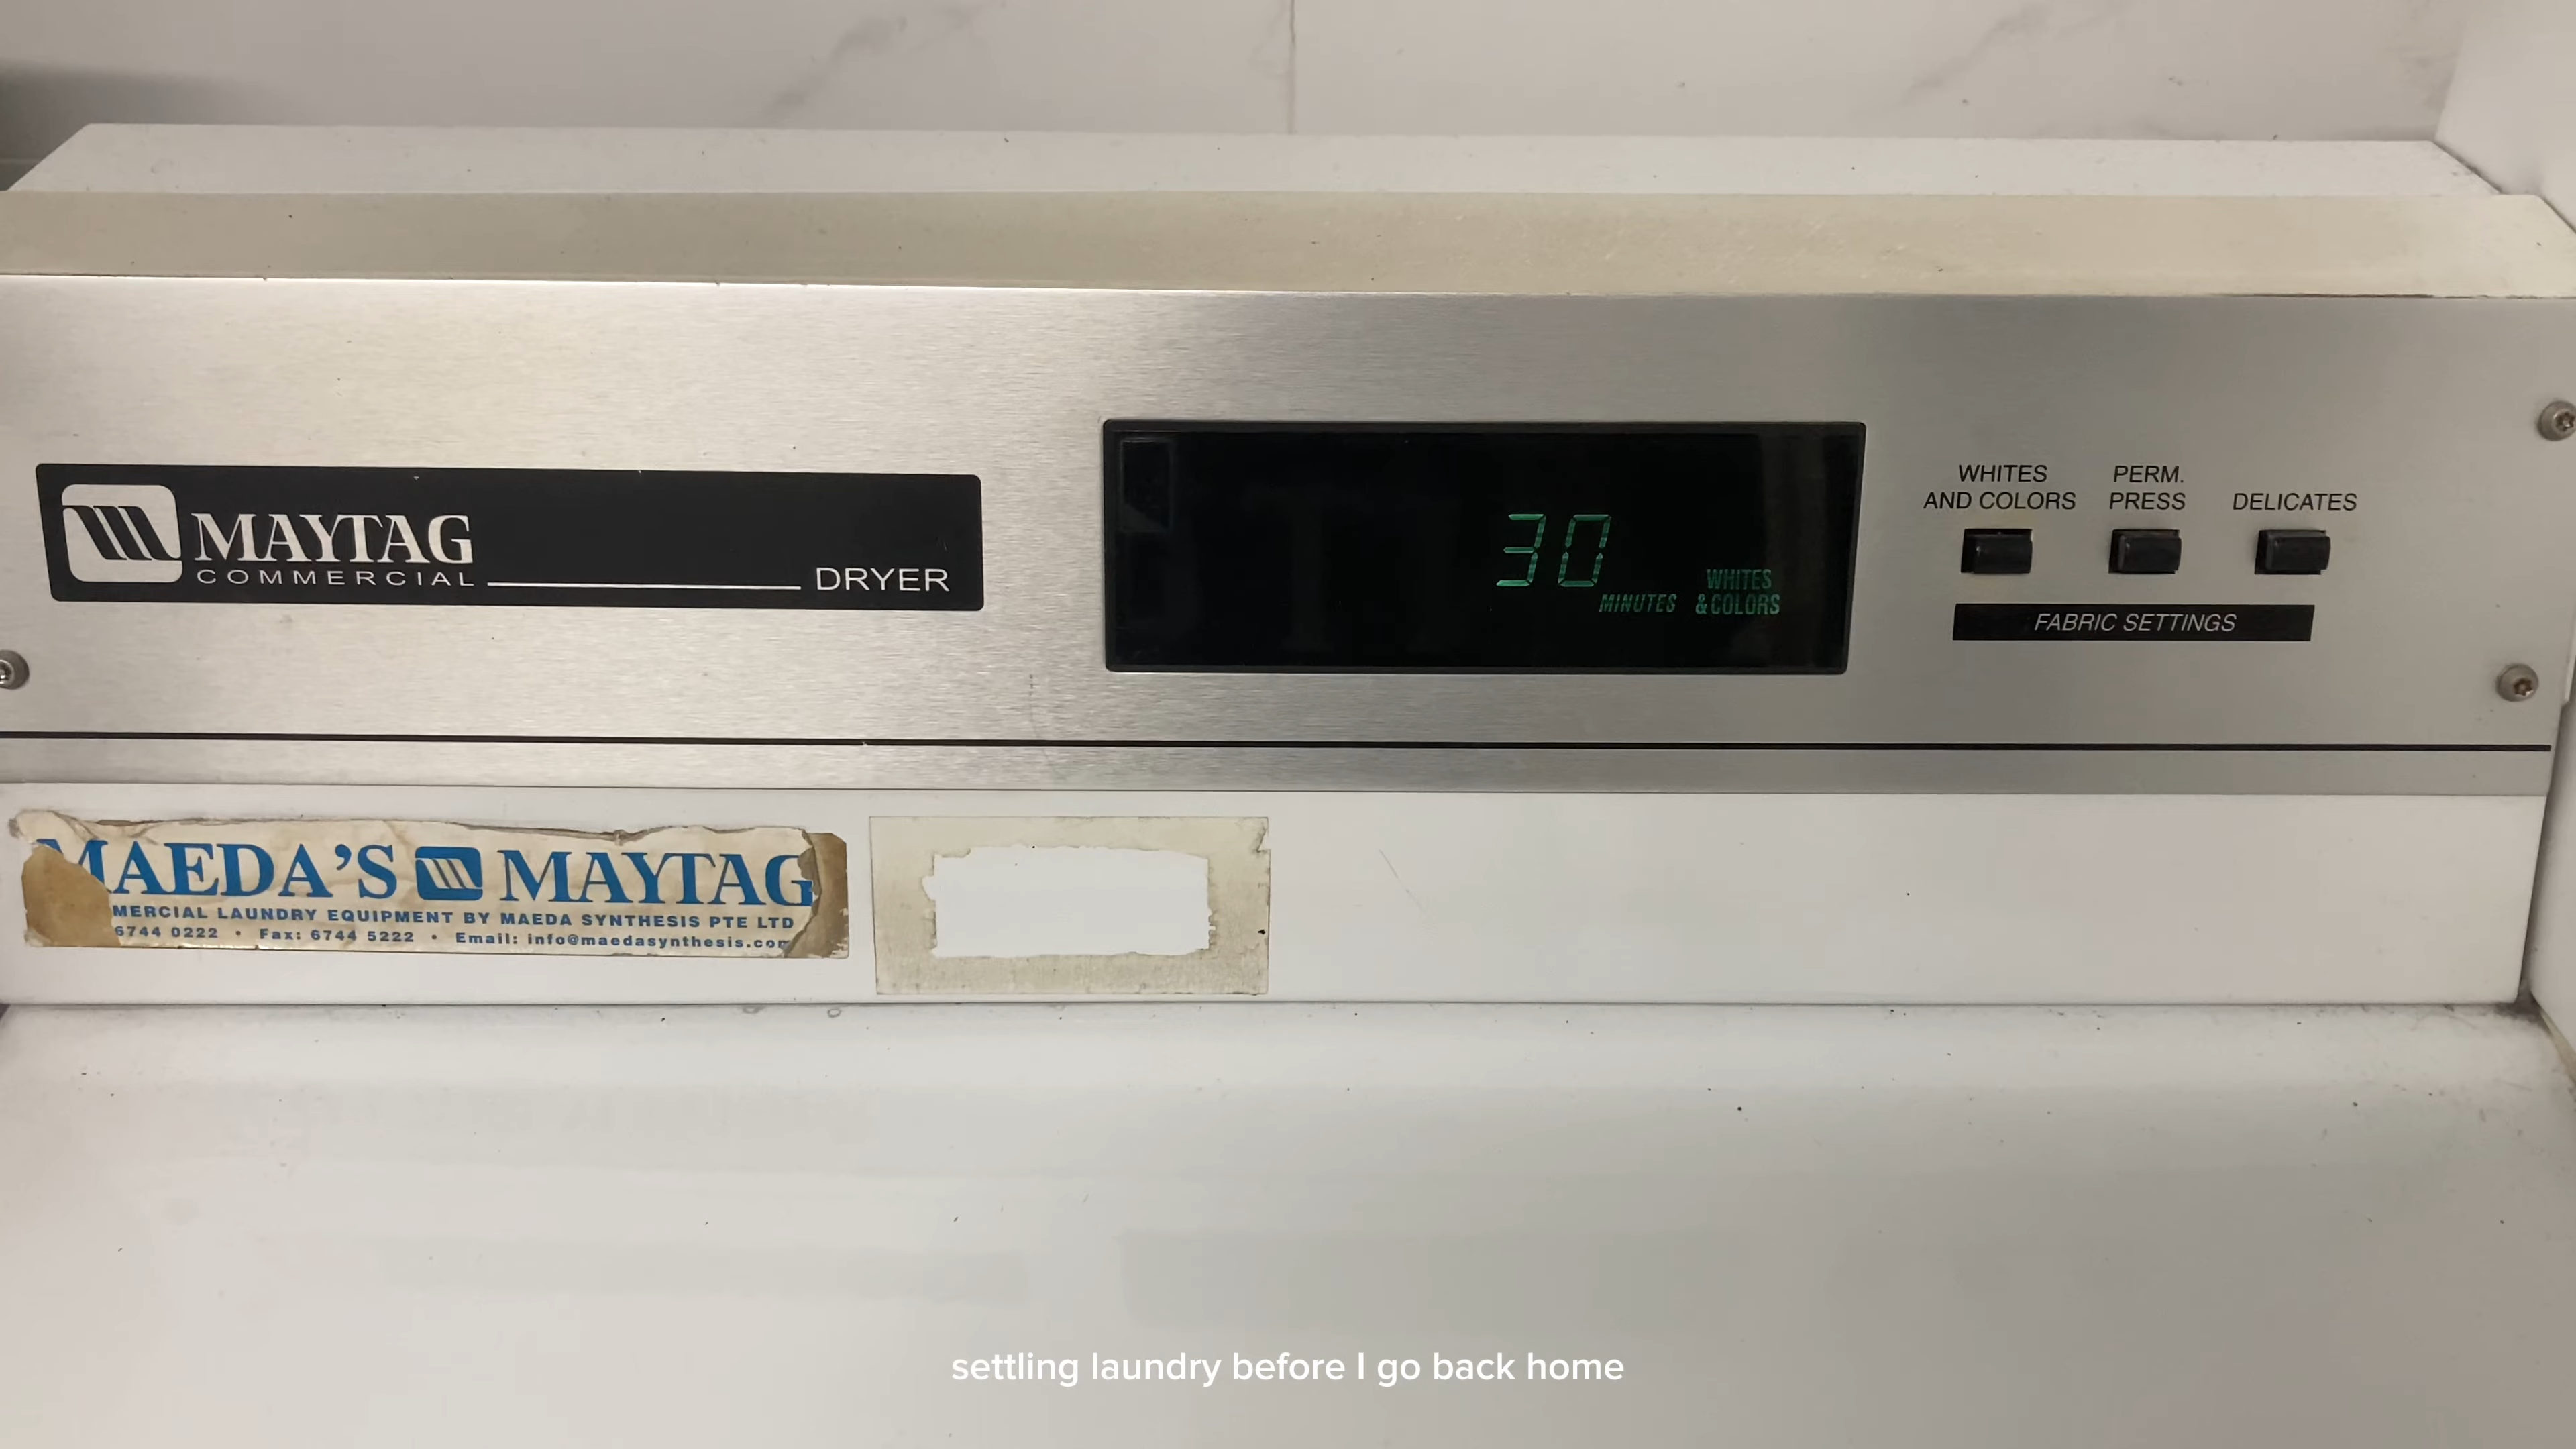 MAYTAG
COMMERCIAL
DRYER
30
MINUTES
WHITES
& COLORS
WHITES
AND COLORS
PERM.
PRESS
DELICATES
FABRIC SETTINGS
MAEDA'S MAYTAG
MERCIAL LAUNDRY EQUIPMENT BY MAEDA SYNTHESIS PTE LTD
6744 0222 • Fax: 6744 5222 • Email: info@maedasynthesis.com
settling laundry before I go back home